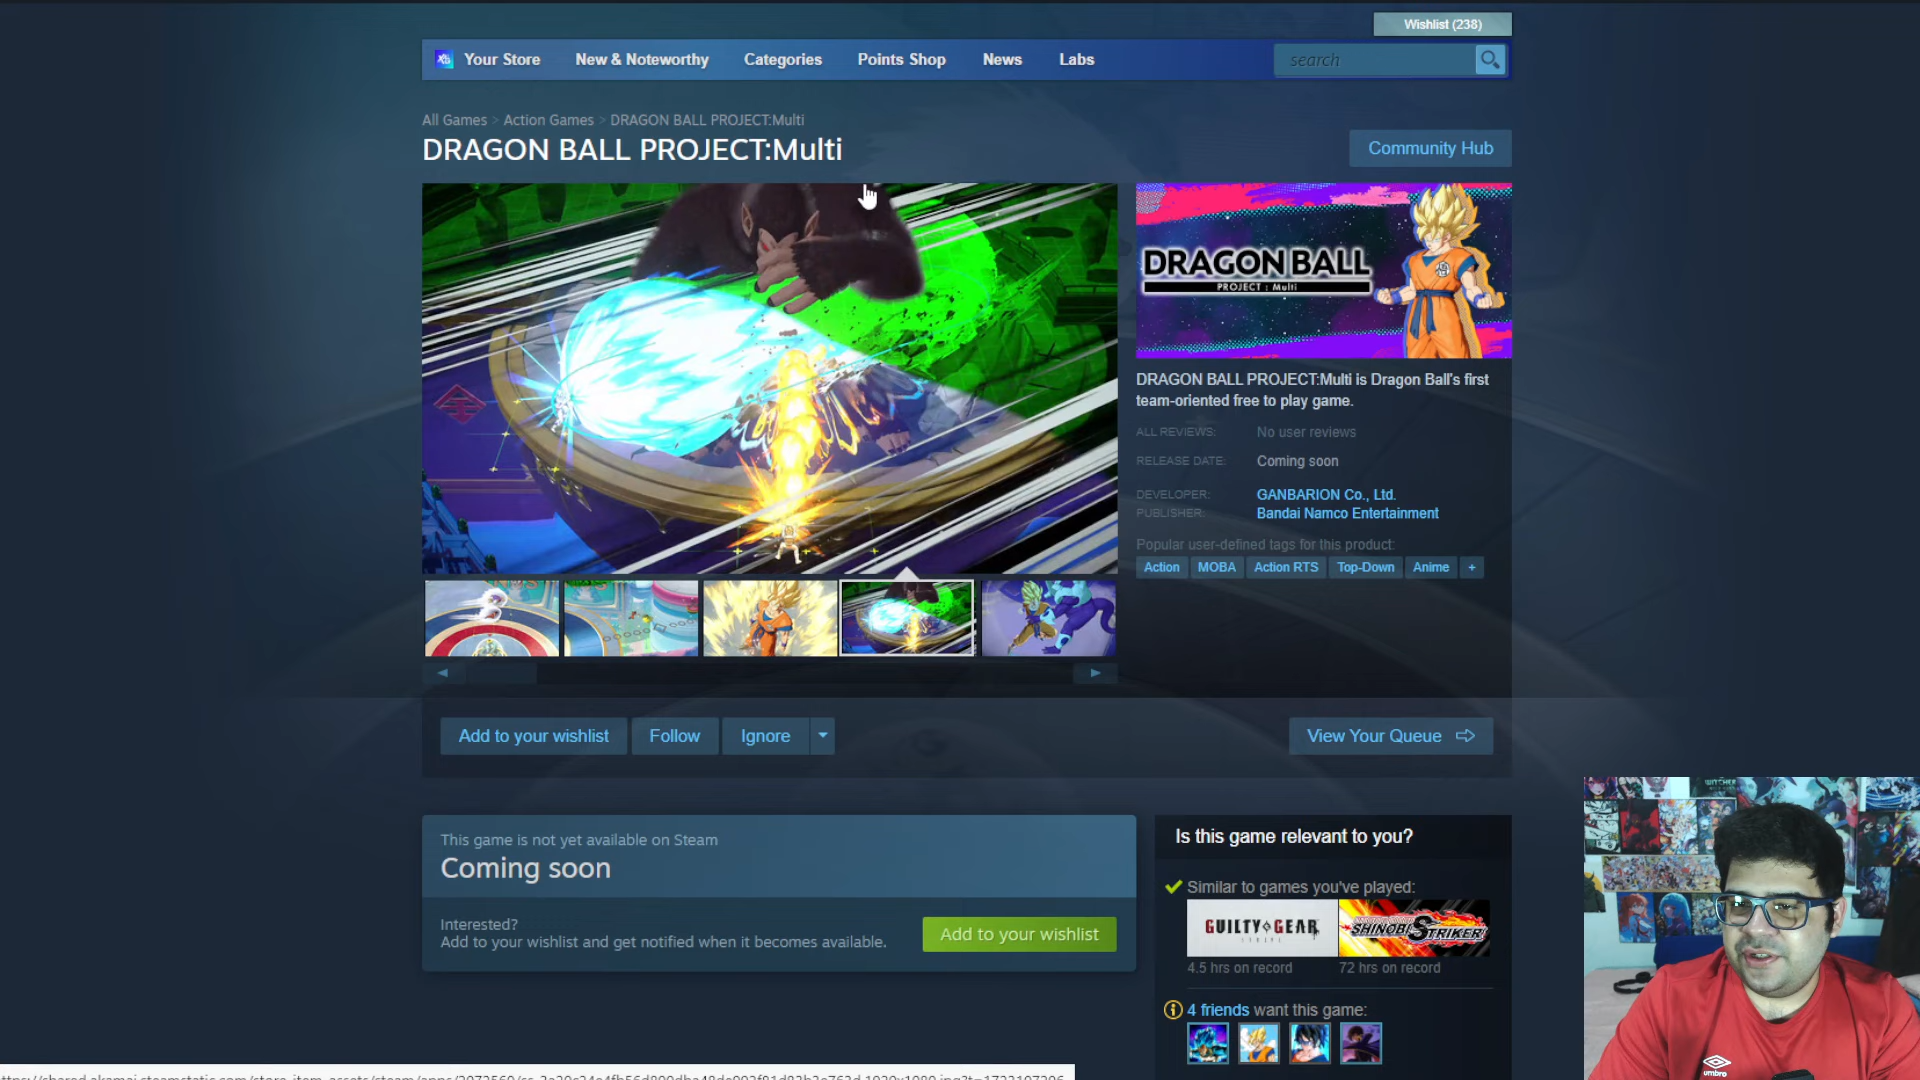 Wishlist (238)
Your Store
New & Noteworthy
Categories
Points Shop
News
Labs
search
All Games > Action Games > DRAGON BALL PROJECT:Multi
DRAGON BALL PROJECT:Multi
Community Hub
DRAGON BALL
PROJECT : Multi
DRAGON BALL PROJECT:Multi is Dragon Ball's first
team-oriented free to play game.
ALL REVIEWS: No user reviews
RELEASE DATE: Coming soon
DEVELOPER: GANBARION Co., Ltd.
PUBLISHER: Bandai Namco Entertainment
Popular user-defined tags for this product:
Action
MOBA
Action RTS
Top-Down
Anime
+
Add to your wishlist
Follow
Ignore
View Your Queue
This game is not yet available on Steam
Coming soon
Interested?
Add to your wishlist and get notified when it becomes available.
Add to your wishlist
Is this game relevant to you?
Similar to games you've played:
GUILTY GEAR
SHINOBI STRIKER
4.5 hrs on record
72 hrs on record
4 friends want this game:
umbro